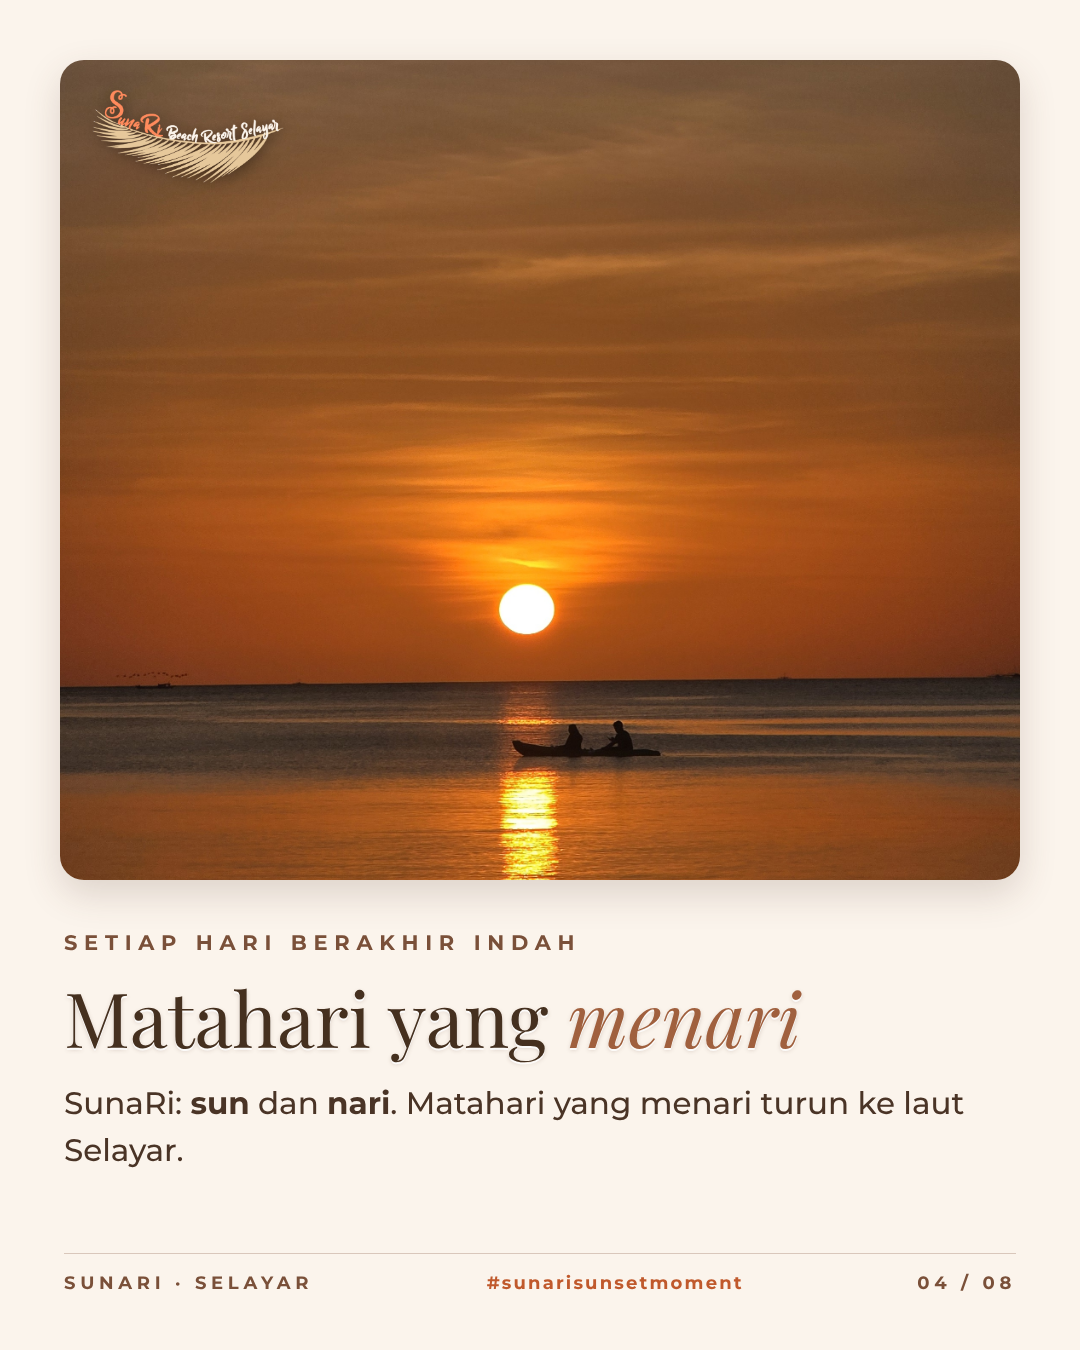 SunaRi Beach Resort Selayar
SETIAP HARI BERAKHIR INDAH
Matahari yang menari
SunaRi: sun dan nari. Matahari yang menari turun ke laut
Selayar.
SUNARI · SELAYAR
#sunarisunsetmoment
04 / 08